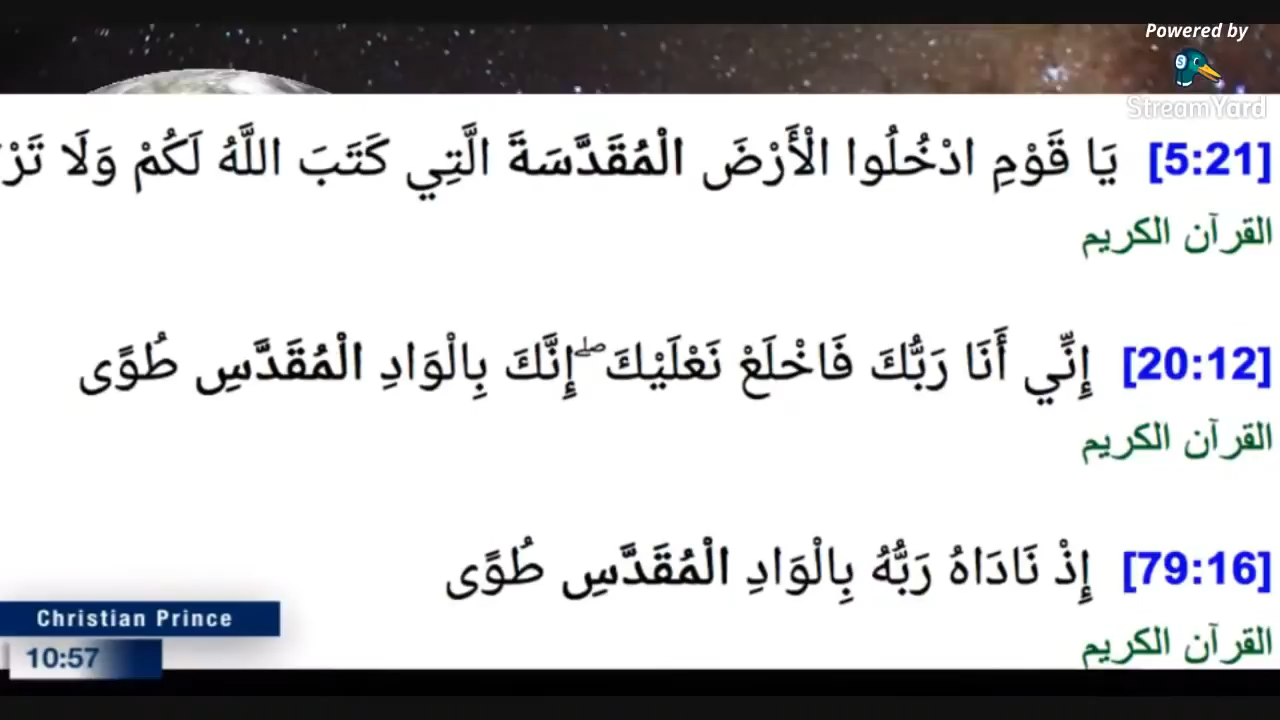 Powered by
StreamYard
[5:21] يَا قَوْمِ ادْخُلُوا الْأَرْضَ الْمُقَدَّسَةَ الَّتِي كَتَبَ اللَّهُ لَكُمْ وَلَا
القرآن الكريم
[20:12] إِنِّي أَنَا رَبُّكَ فَاخْلَعْ نَعْلَيْكَ ۖ إِنَّكَ بِالْوَادِ الْمُقَدَّسِ طُوًى
القرآن الكريم
[79:16] إِذْ نَادَاهُ رَبُّهُ بِالْوَادِ الْمُقَدَّسِ طُوًى
القرآن الكريم
Christian Prince
10:57